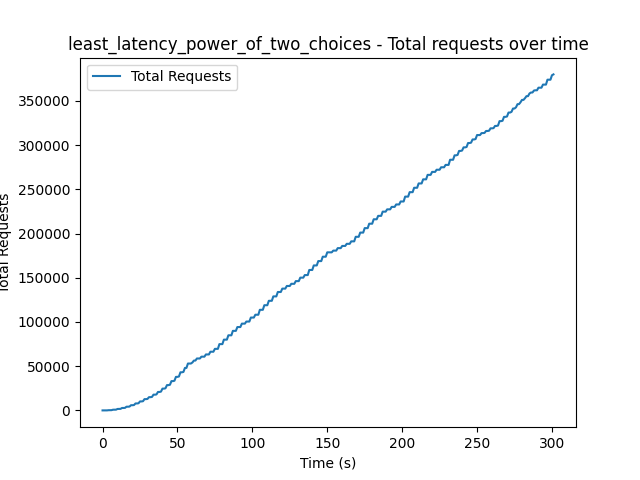 least_latency_power_of_two_choices - Total requests over time
Total Requests
350000
300000
250000
200000
150000
100000
50000
0
Total Requests
0 50 100 150 200 250 300
Time (s)